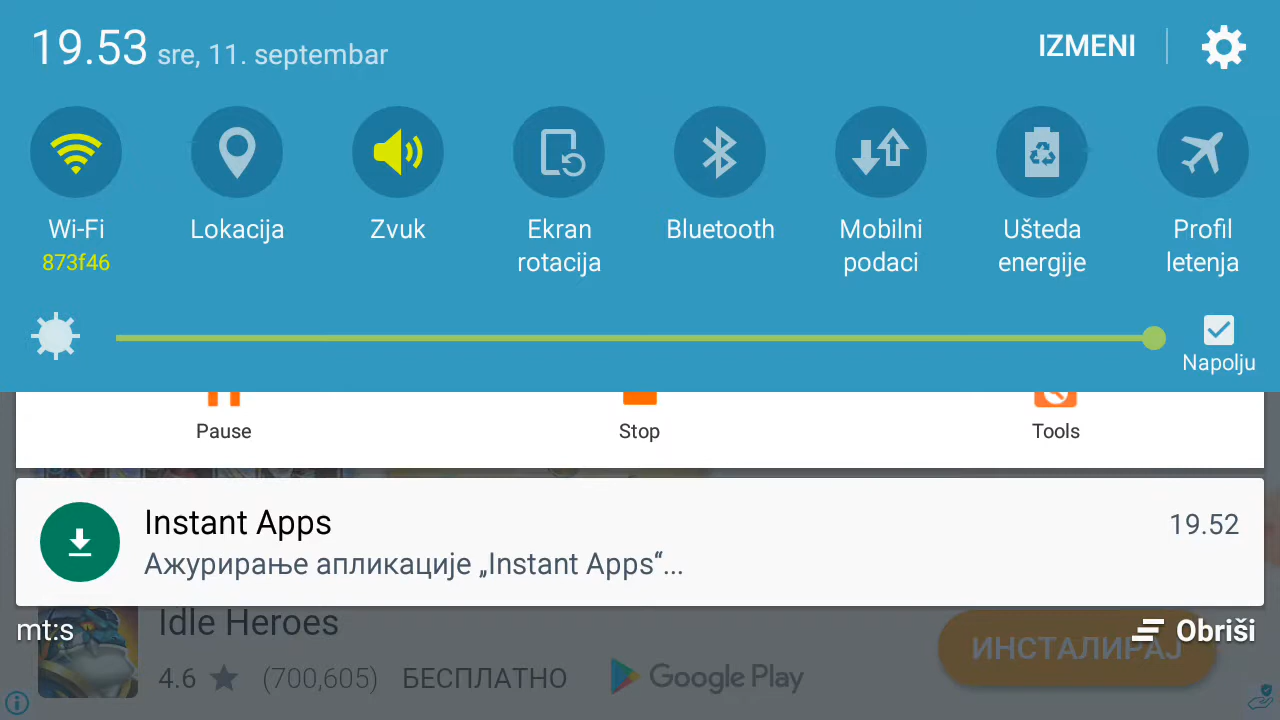 19.53 sre, 11. septembar
IZMENI
Wi-Fi
873f46
Lokacija
Zvuk
Ekran
rotacija
Bluetooth
Mobilni
podaci
Ušteda
energije
Profil
letenja
Napolju
Pause
Stop
Tools
Instant Apps
19.52
Ажурирање апликације „Instant Apps“...
Idle Heroes
mt:s
Obriši
4.6 (700,605) БЕСПЛАТНО Google Play
ИНСТАЛИРАЈ